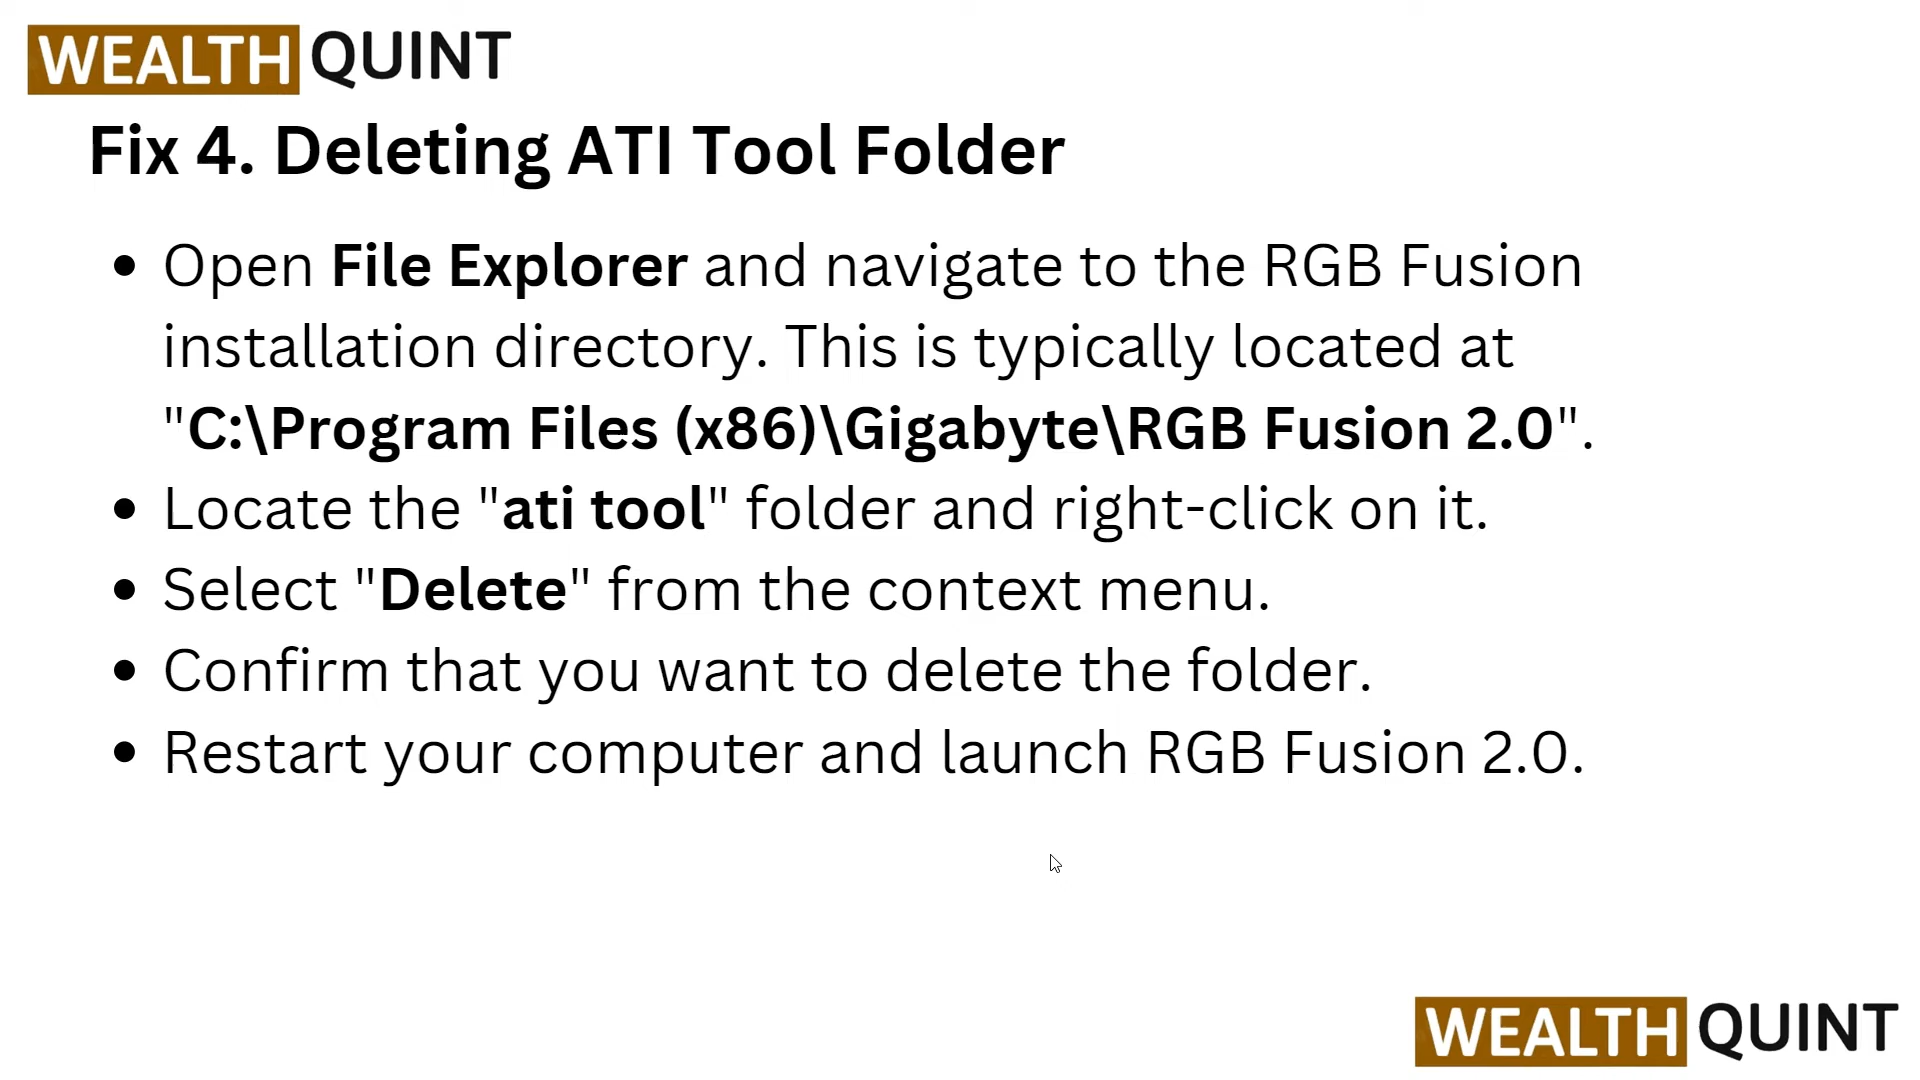 WEALTH QUINT
Fix 4. Deleting ATI Tool Folder
• Open File Explorer and navigate to the RGB Fusion
installation directory. This is typically located at
"C:\Program Files (x86)\Gigabyte\RGB Fusion 2.0".
• Locate the "ati tool" folder and right-click on it.
• Select "Delete" from the context menu.
• Confirm that you want to delete the folder.
• Restart your computer and launch RGB Fusion 2.0.
WEALTH QUINT